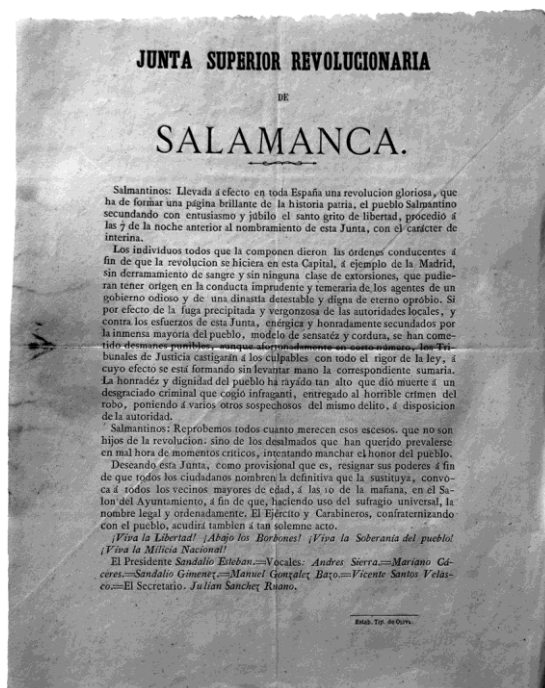 JUNTA SUPERIOR REVOLUCIONARIA
DE
SALAMANCA.
Salmantinos: Llevada á efecto en toda España una revolucion gloriosa, que
ha de formar una página brillante de la historia patria, el pueblo Salmantino
secundando con entusiasmo y júbilo el santo grito de libertad, procedió á
las 7 de la noche anterior al nombramiento de esta Junta, con el carácter de
interina.
Los individuos todos que la componen dieron las órdenes conducentes á
fin de que la revolucion se hiciera en esta Capital, á ejemplo de la Madrid,
sin derramamiento de sangre y sin ninguna clase de extorsiones, que pudie-
ran tener orígen en la conducta imprudente y temeraria de los agentes de un
gobierno odioso y de una dinastía detestable y digna de eterno opróbio. Si
por efecto de la fuga precipitada y vergonzosa de las autoridades locales, y
contra los esfuerzos de esta Junta, enérgica y honradamente secundados por
la inmensa mayoría del pueblo, modelo de sensatéz y cordura, se han come-
tido desmanes punibles, aunque afortunadamente en corto número, los Tri-
bunales de Justicia castigarán á los culpables con todo el rigor de la ley, á
cuyo efecto se está formando sin levantar mano la correspondiente sumaria.
La honradéz y dignidad del pueblo ha rayado tan alto que dió muerte á un
desgraciado criminal que cogió infraganti, entregado al horrible crímen del
robo, poniendo á varios otros sospechosos del mismo delito, á disposicion
de la autoridad.
Salmantinos: Reprobemos todos cuanto merecen esos escesos, que no son
hijos de la revolucion: sino de los desalmados que han querido prevalerse
en mal hora de momentos críticos, intentando manchar el honor del pueblo.
Deseando esta Junta, como provisional que es, resignar sus poderes á fin
de que todos los ciudadanos nombren la definitiva que la sustituya, convo-
ca á todos los vecinos mayores de edad, á las 10 de la mañana, en el Sa-
lon del Ayuntamiento, á fin de que, haciendo uso del sufragio universal, la
nombre legal y ordenadamente. El Ejército y Carabineros, confraternizando
con el pueblo, acudirá tambien á tan solemne acto.
¡Viva la Libertad! ¡Abajo los Borbones! ¡Viva la Soberanía del pueblo!
¡Viva la Milicia Nacional!
El Presidente Sandalio Esteban.=Vocales: Andres Sierra.=Mariano Cá-
ceres.=Sandalio Gimenez.=Manuel Gonzalez Bazo.=Vicente Santos Velas-
co.=El Secretario. Julian Sanchez Ruano.
Estab. Tip. de Oliva.